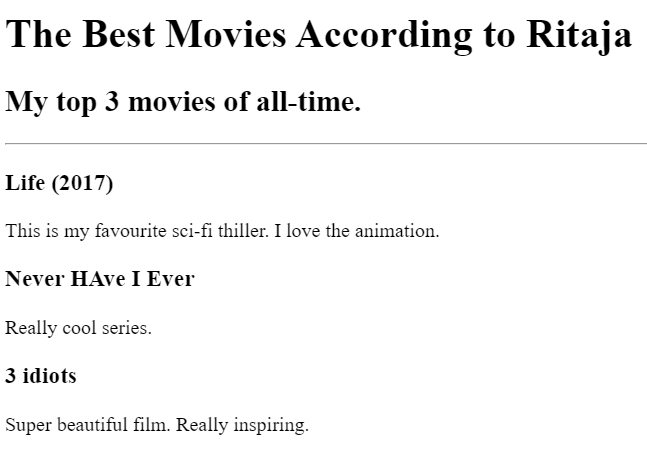 The Best Movies According to Ritaja
My top 3 movies of all-time.
Life (2017)
This is my favourite sci-fi thiller. I love the animation.
Never HAve I Ever
Really cool series.
3 idiots
Super beautiful film. Really inspiring.